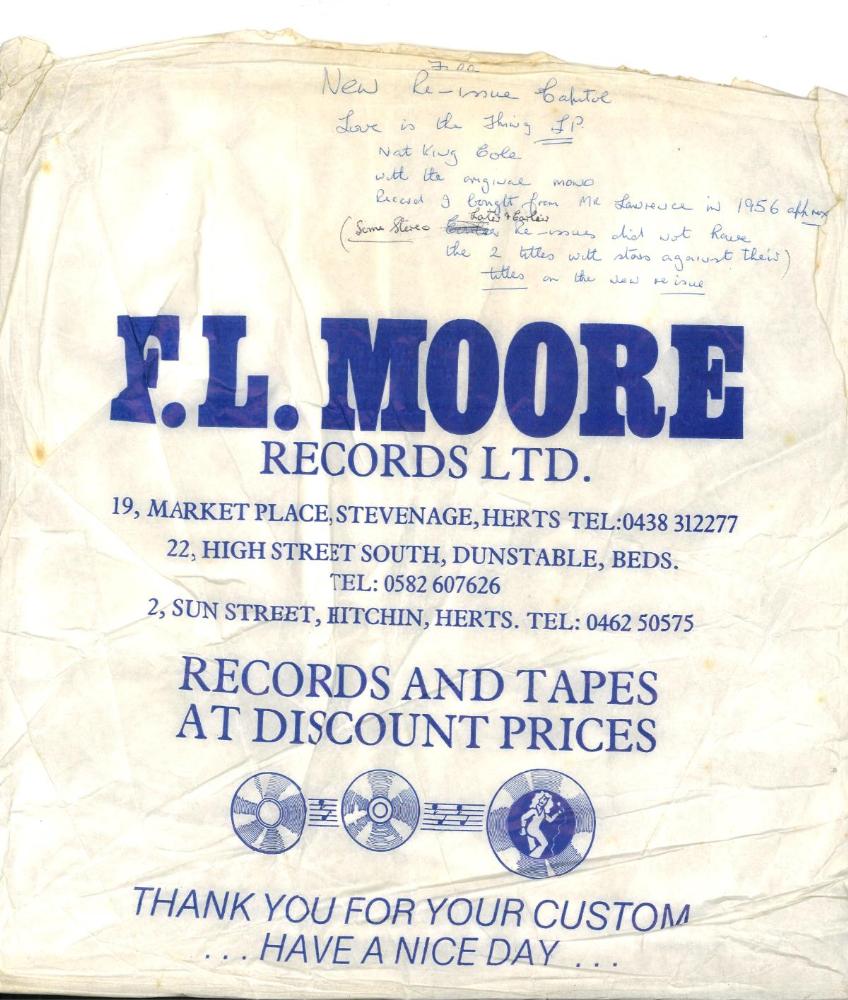 7.00
New Re-issue Capitol
Love is the Thing LP.
Nat King Cole
with the original mono
Record I bought from Mr Lawrence in 1956 approx
Later & Earlier
(Some Stereo Re-issues did not have
the 2 titles with stars against their)
titles on the new reissue
F.L. MOORE
RECORDS LTD.
19, MARKET PLACE, STEVENAGE, HERTS TEL:0438 312277
22, HIGH STREET SOUTH, DUNSTABLE, BEDS.
TEL: 0582 607626
2, SUN STREET, HITCHIN, HERTS. TEL: 0462 50575
RECORDS AND TAPES
AT DISCOUNT PRICES
THANK YOU FOR YOUR CUSTOM
...HAVE A NICE DAY ...